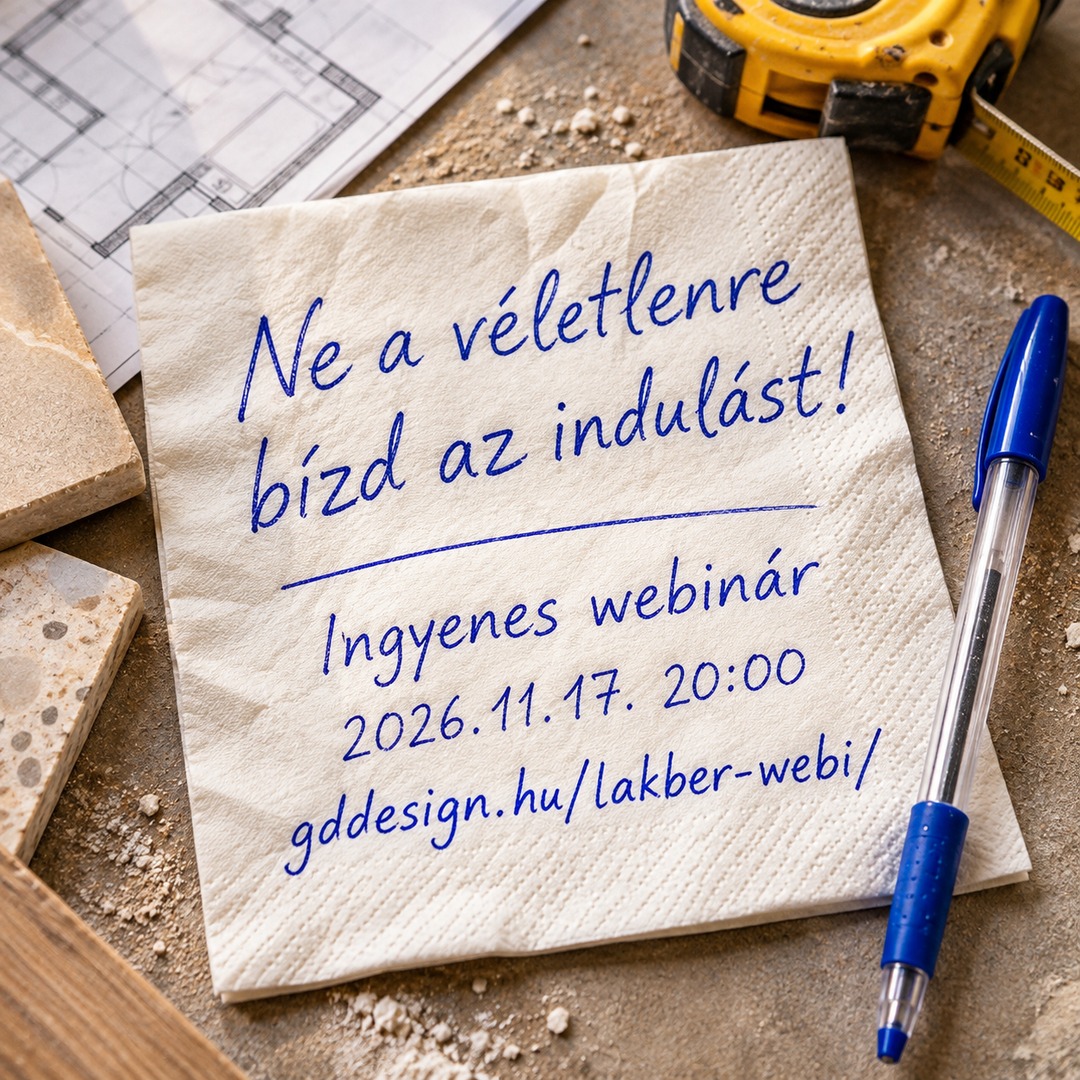 Ne a véletlenre
bízd az indulást!
Ingyenes webinár
2026.11.17. 20:00
gddesign.hu/lakber-webi/